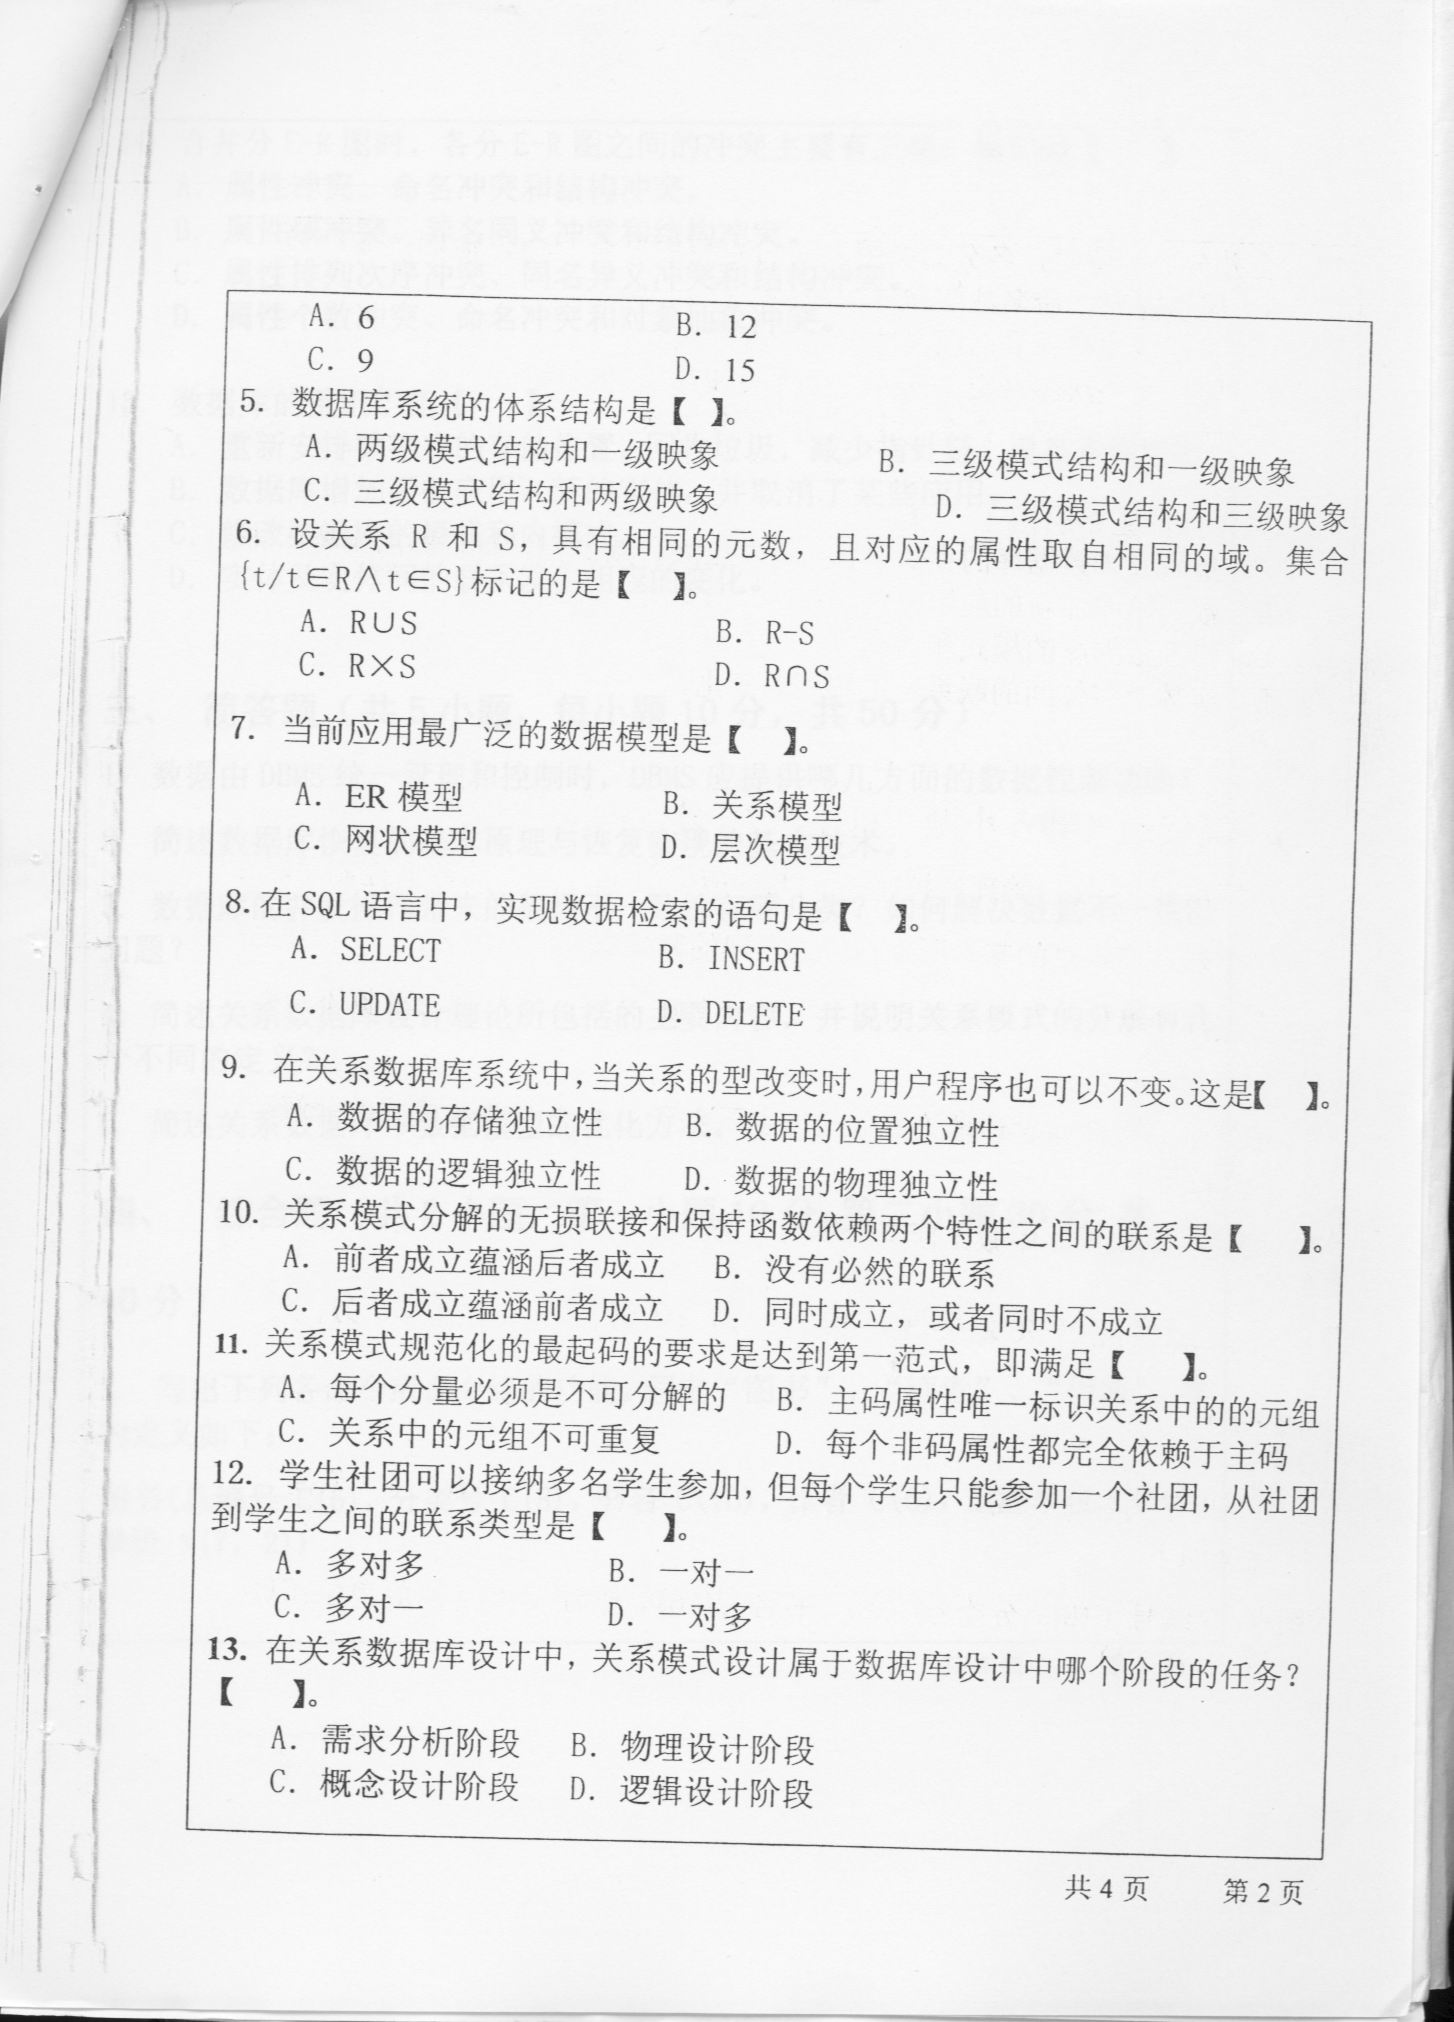 A. 6 B. 12
C. 9 D. 15
5. 数据库系统的体系结构是【 】。
A. 两级模式结构和一级映象 B. 三级模式结构和一级映象
C. 三级模式结构和两级映象 D. 三级模式结构和三级映象
6. 设关系 R 和 S，具有相同的元数，且对应的属性取自相同的域。集合
{t/t∈R∧t∈S}标记的是【 】。
A. R∪S B. R-S
C. R×S D. R∩S
7. 当前应用最广泛的数据模型是【 】。
A. ER 模型 B. 关系模型
C. 网状模型 D. 层次模型
8. 在 SQL 语言中，实现数据检索的语句是【 】。
A. SELECT B. INSERT
C. UPDATE D. DELETE
9. 在关系数据库系统中，当关系的型改变时，用户程序也可以不变。这是【 】。
A. 数据的存储独立性 B. 数据的位置独立性
C. 数据的逻辑独立性 D. 数据的物理独立性
10. 关系模式分解的无损联接和保持函数依赖两个特性之间的联系是【 】。
A. 前者成立蕴涵后者成立 B. 没有必然的联系
C. 后者成立蕴涵前者成立 D. 同时成立，或者同时不成立
11. 关系模式规范化的最起码的要求是达到第一范式，即满足【 】。
A. 每个分量必须是不可分解的 B. 主码属性唯一标识关系中的的元组
C. 关系中的元组不可重复 D. 每个非码属性都完全依赖于主码
12. 学生社团可以接纳多名学生参加，但每个学生只能参加一个社团，从社团
到学生之间的联系类型是【 】。
A. 多对多 B. 一对一
C. 多对一 D. 一对多
13. 在关系数据库设计中，关系模式设计属于数据库设计中哪个阶段的任务？
【 】。
A. 需求分析阶段 B. 物理设计阶段
C. 概念设计阶段 D. 逻辑设计阶段
共 4 页 第 2 页